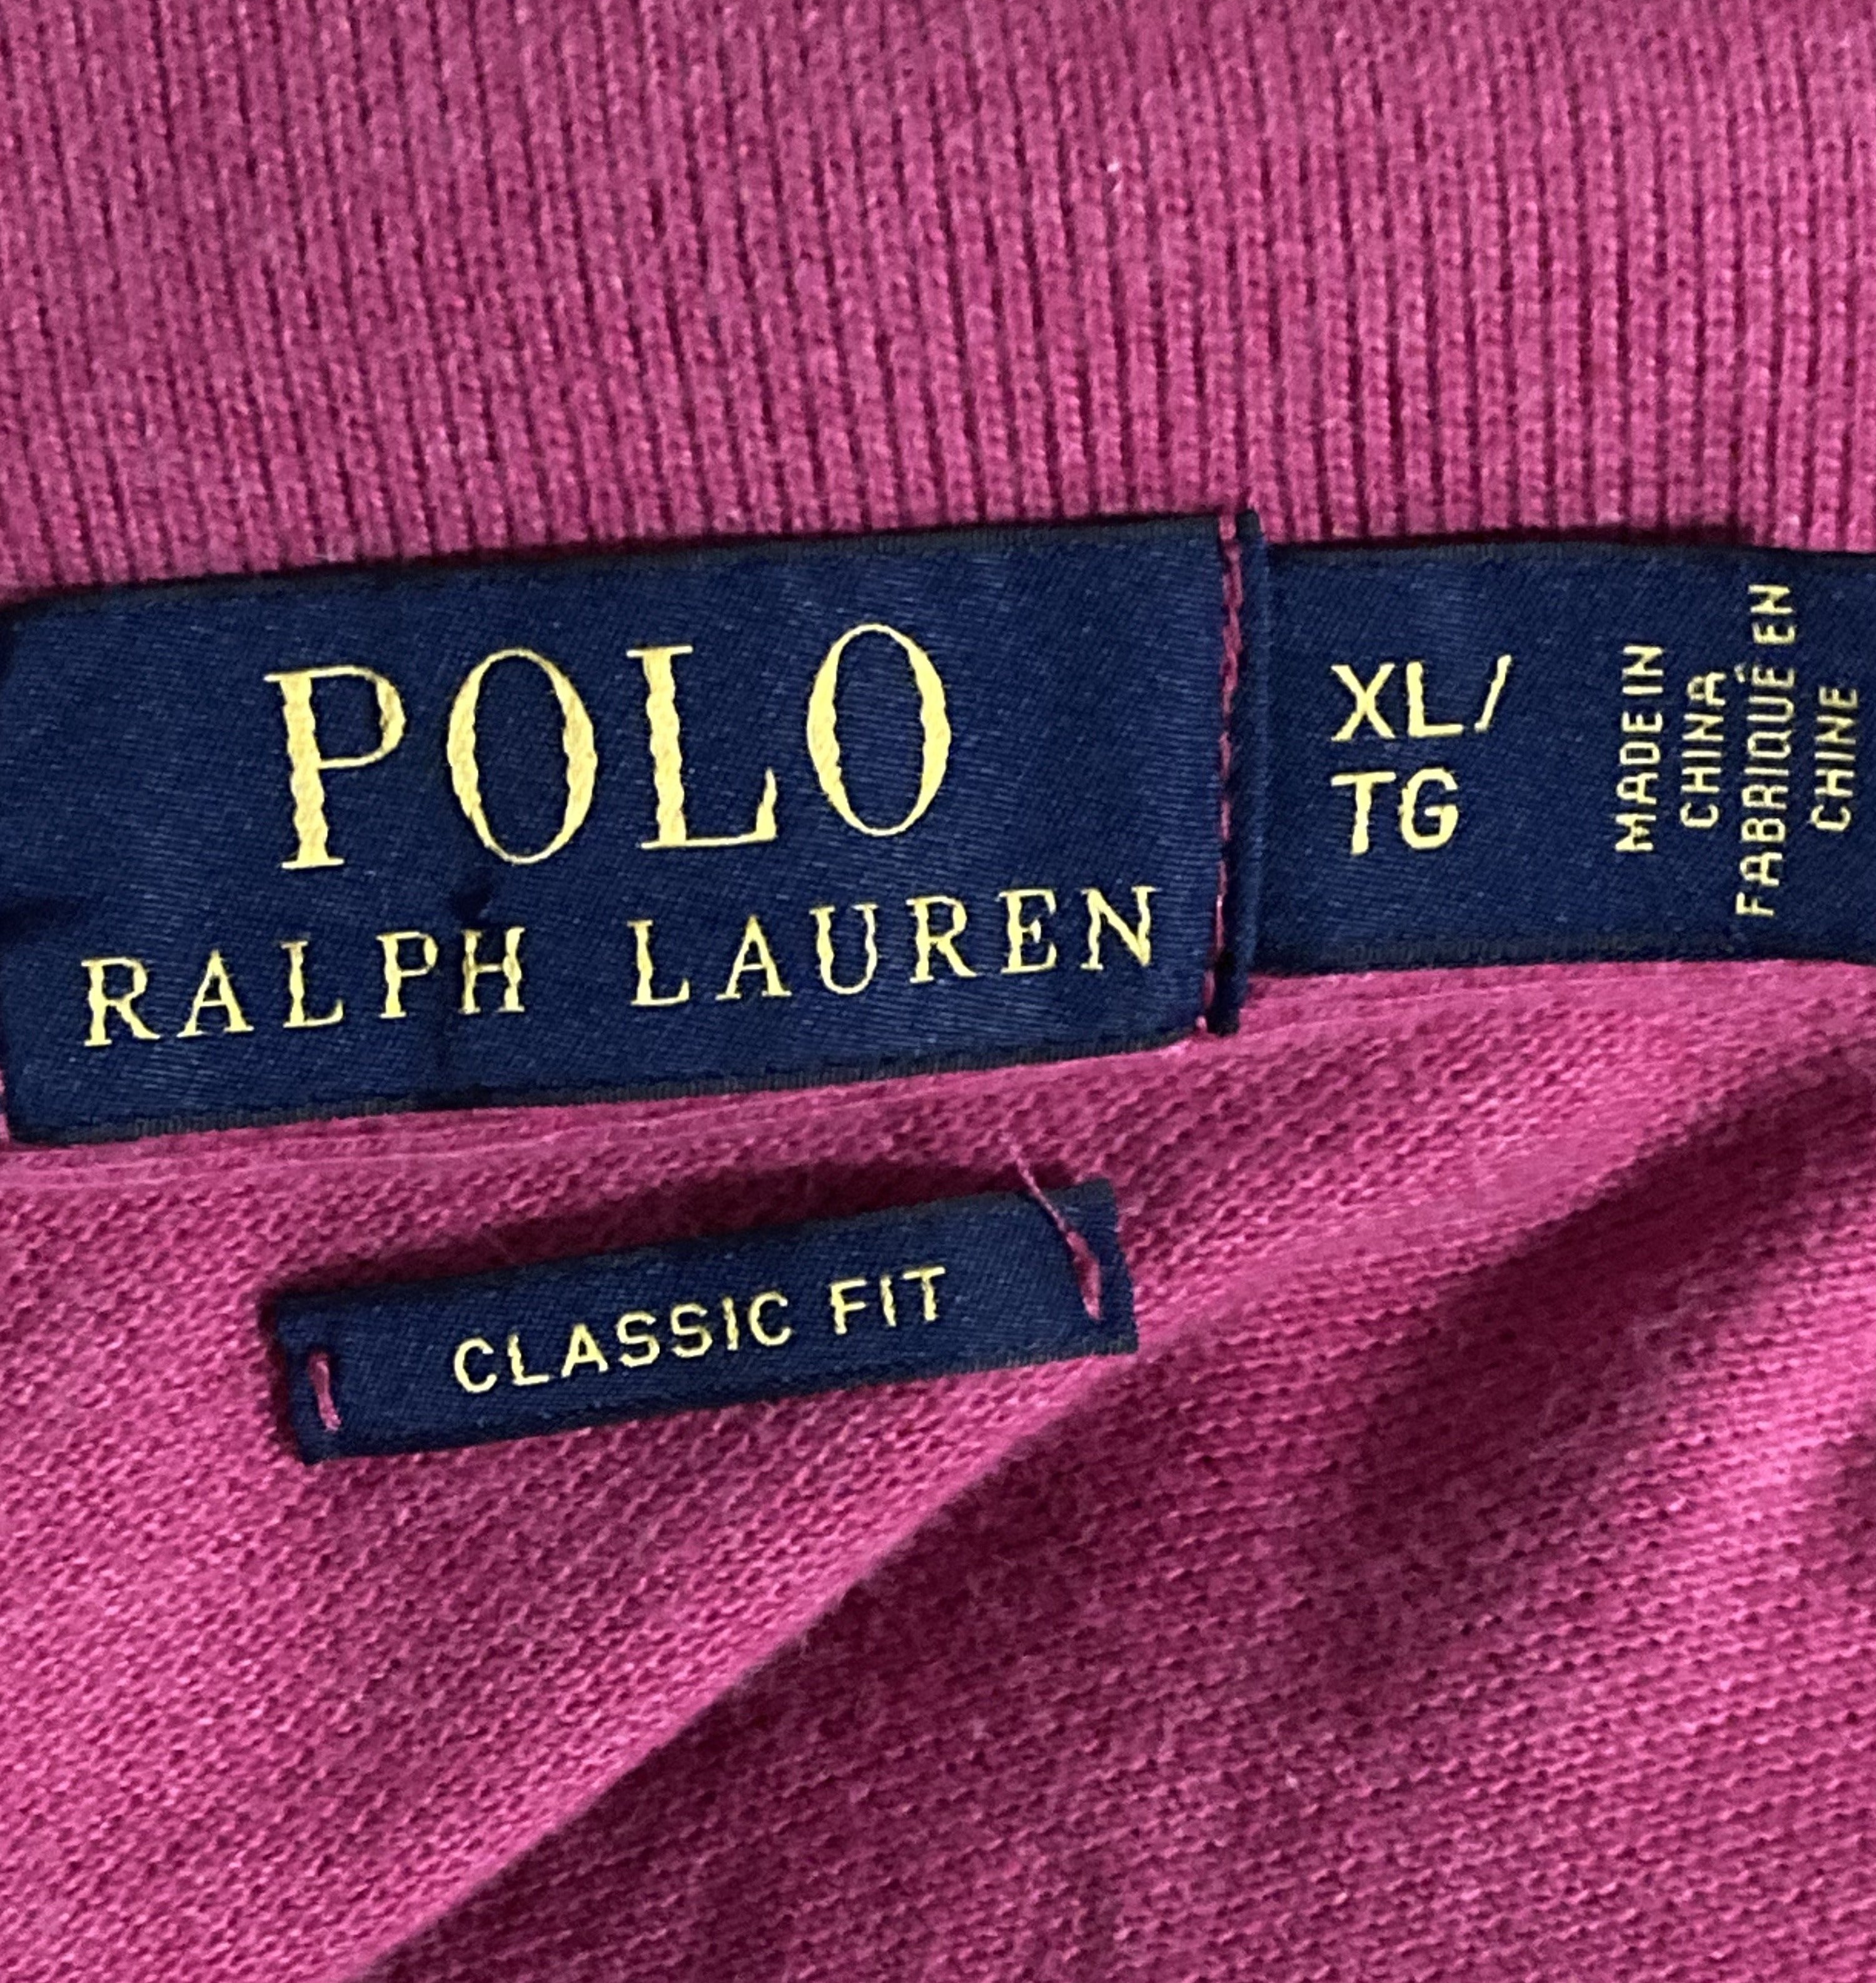 POLO
RALPH LAUREN
XL/
TG
MADE IN
CHINA
FABRIQUÉ EN
CHINE
CLASSIC FIT